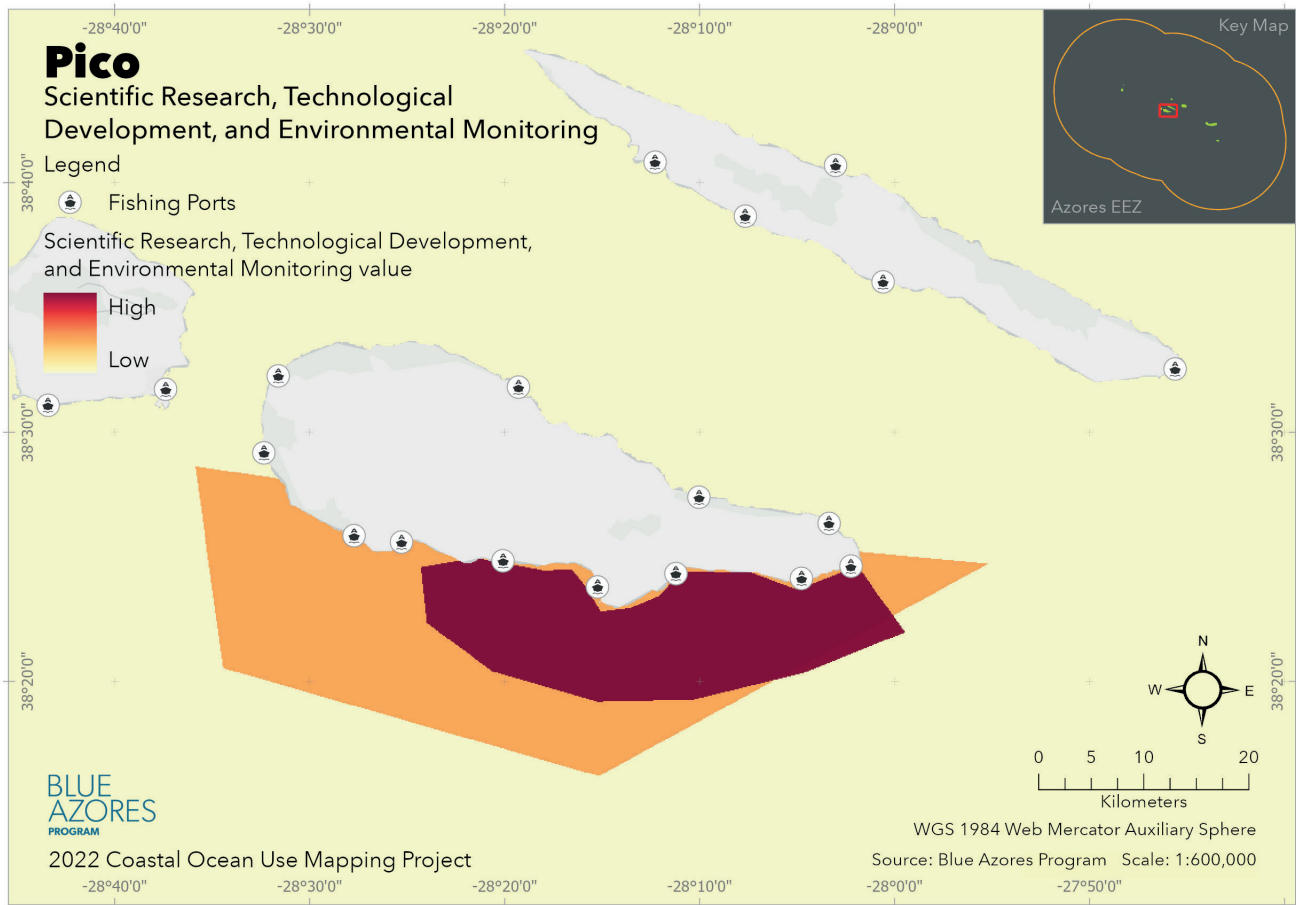 -28°40'0"
-28°30'0"
-28°20'0"
-28°10'0"
-28°0'0"
Key Map
Azores EEZ
Pico
Scientific Research, Technological
Development, and Environmental Monitoring
Legend
Fishing Ports
Scientific Research, Technological Development,
and Environmental Monitoring value
High
Low
38°40'0"
38°30'0"
38°20'0"
38°30'0"
38°20'0"
N
W
E
S
0 5 10 20
Kilometers
WGS 1984 Web Mercator Auxiliary Sphere
Source: Blue Azores Program Scale: 1:600,000
BLUE
AZORES
PROGRAM
2022 Coastal Ocean Use Mapping Project
-28°40'0"
-28°30'0"
-28°20'0"
-28°10'0"
-28°0'0"
-27°50'0"